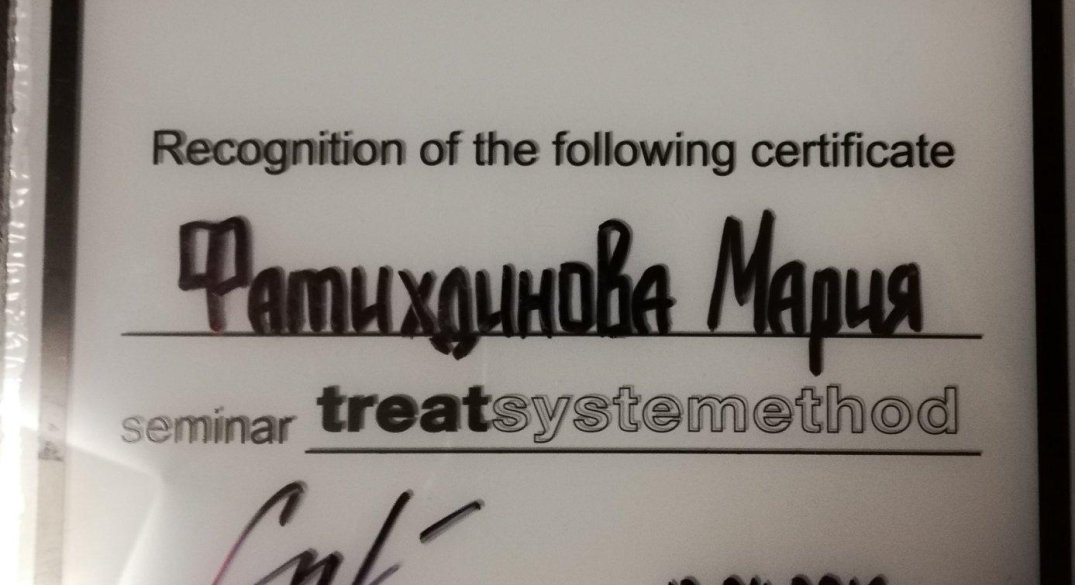 Recognition of the following certificate
Фатихдинова Мария
seminar treatsystemethod